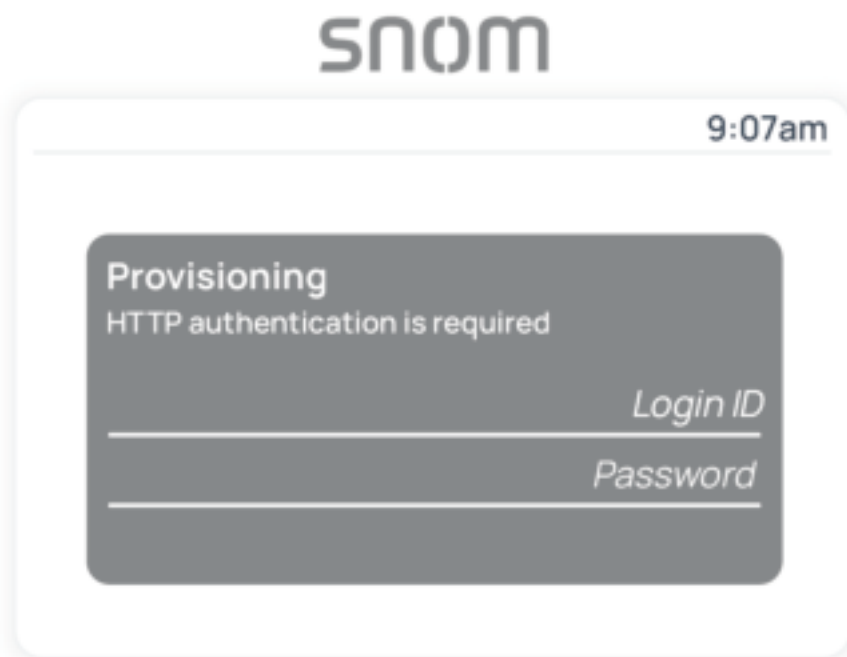 snom
9:07am
Provisioning
HTTP authentication is required
Login ID
Password